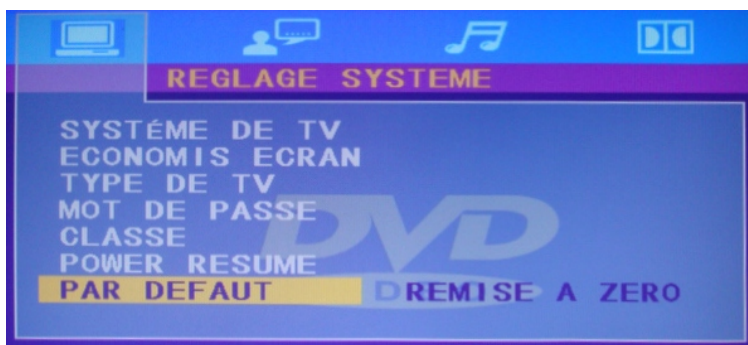 REGLAGE SYSTEME
SYSTÉME DE TV
ECONOMIS ECRAN
TYPE DE TV
MOT DE PASSE
CLASSE
POWER RESUME
PAR DEFAUT REMISE A ZERO
DVD